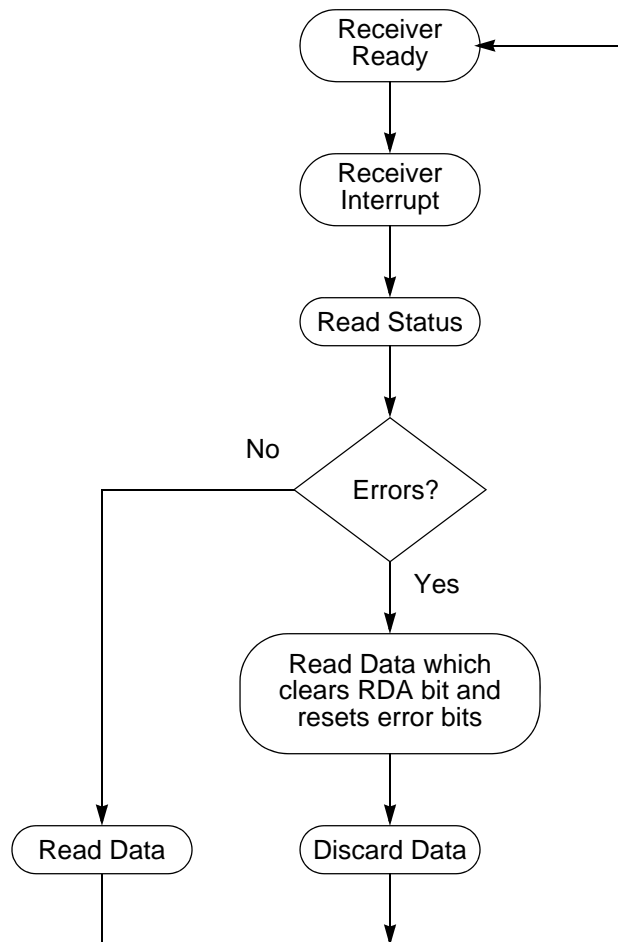 Receiver
Ready
Receiver
Interrupt
Read Status
No
Errors?
Yes
Read Data which
clears RDA bit and
resets error bits
Read Data
Discard Data